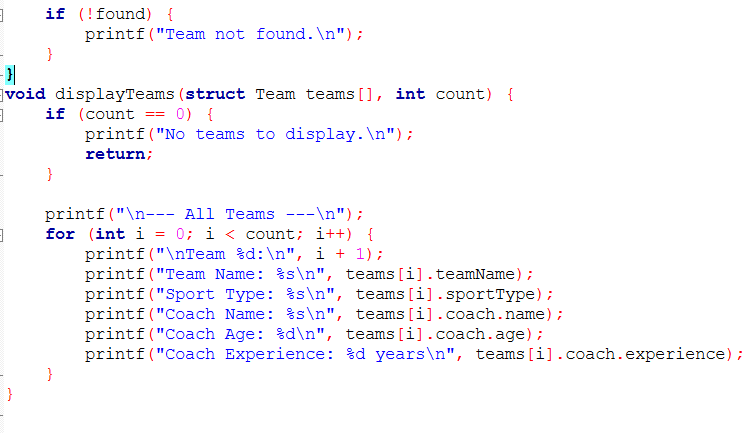 if (!found) {
        printf("Team not found.\n");
    }
}
void displayTeams(struct Team teams[], int count) {
    if (count == 0) {
        printf("No teams to display.\n");
        return;
    }

    printf("\n--- All Teams ---\n");
    for (int i = 0; i < count; i++) {
        printf("\nTeam %d:\n", i + 1);
        printf("Team Name: %s\n", teams[i].teamName);
        printf("Sport Type: %s\n", teams[i].sportType);
        printf("Coach Name: %s\n", teams[i].coach.name);
        printf("Coach Age: %d\n", teams[i].coach.age);
        printf("Coach Experience: %d years\n", teams[i].coach.experience);
    }
}